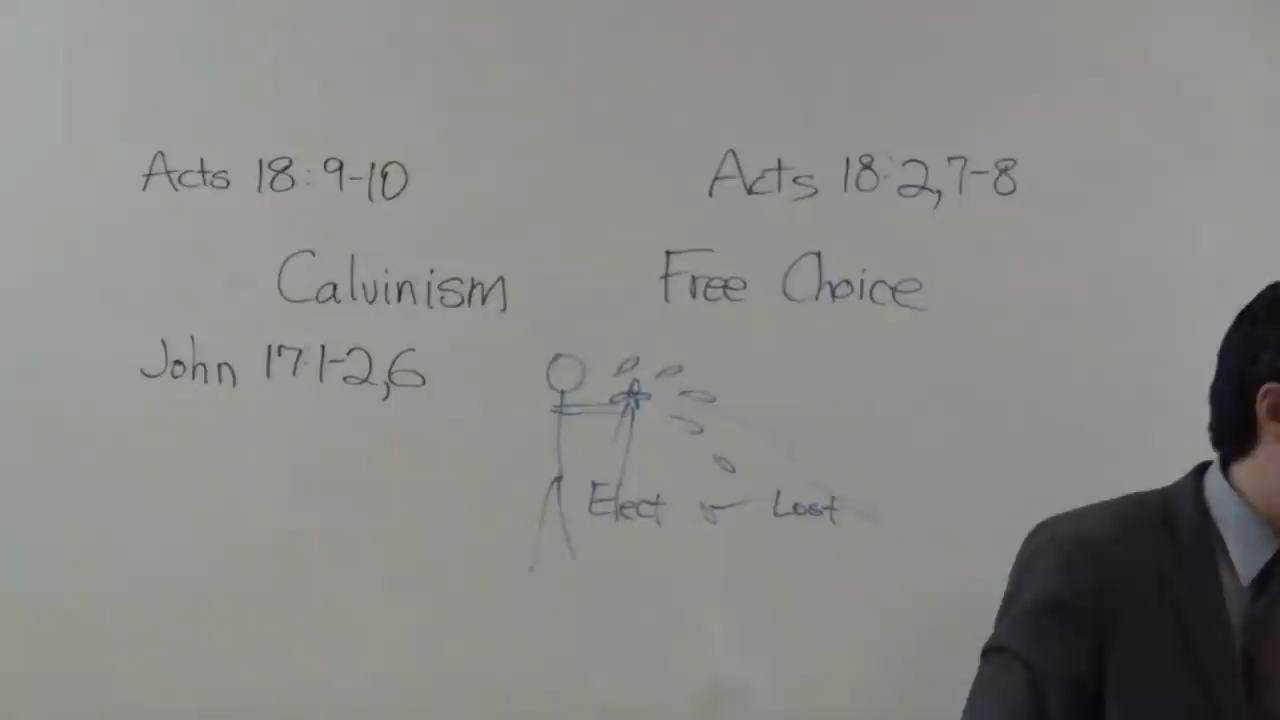 Acts 18:9-10
Acts 18:2,7-8
Calvinism
Free Choice
John 17:1-2,6
Elect or Lost